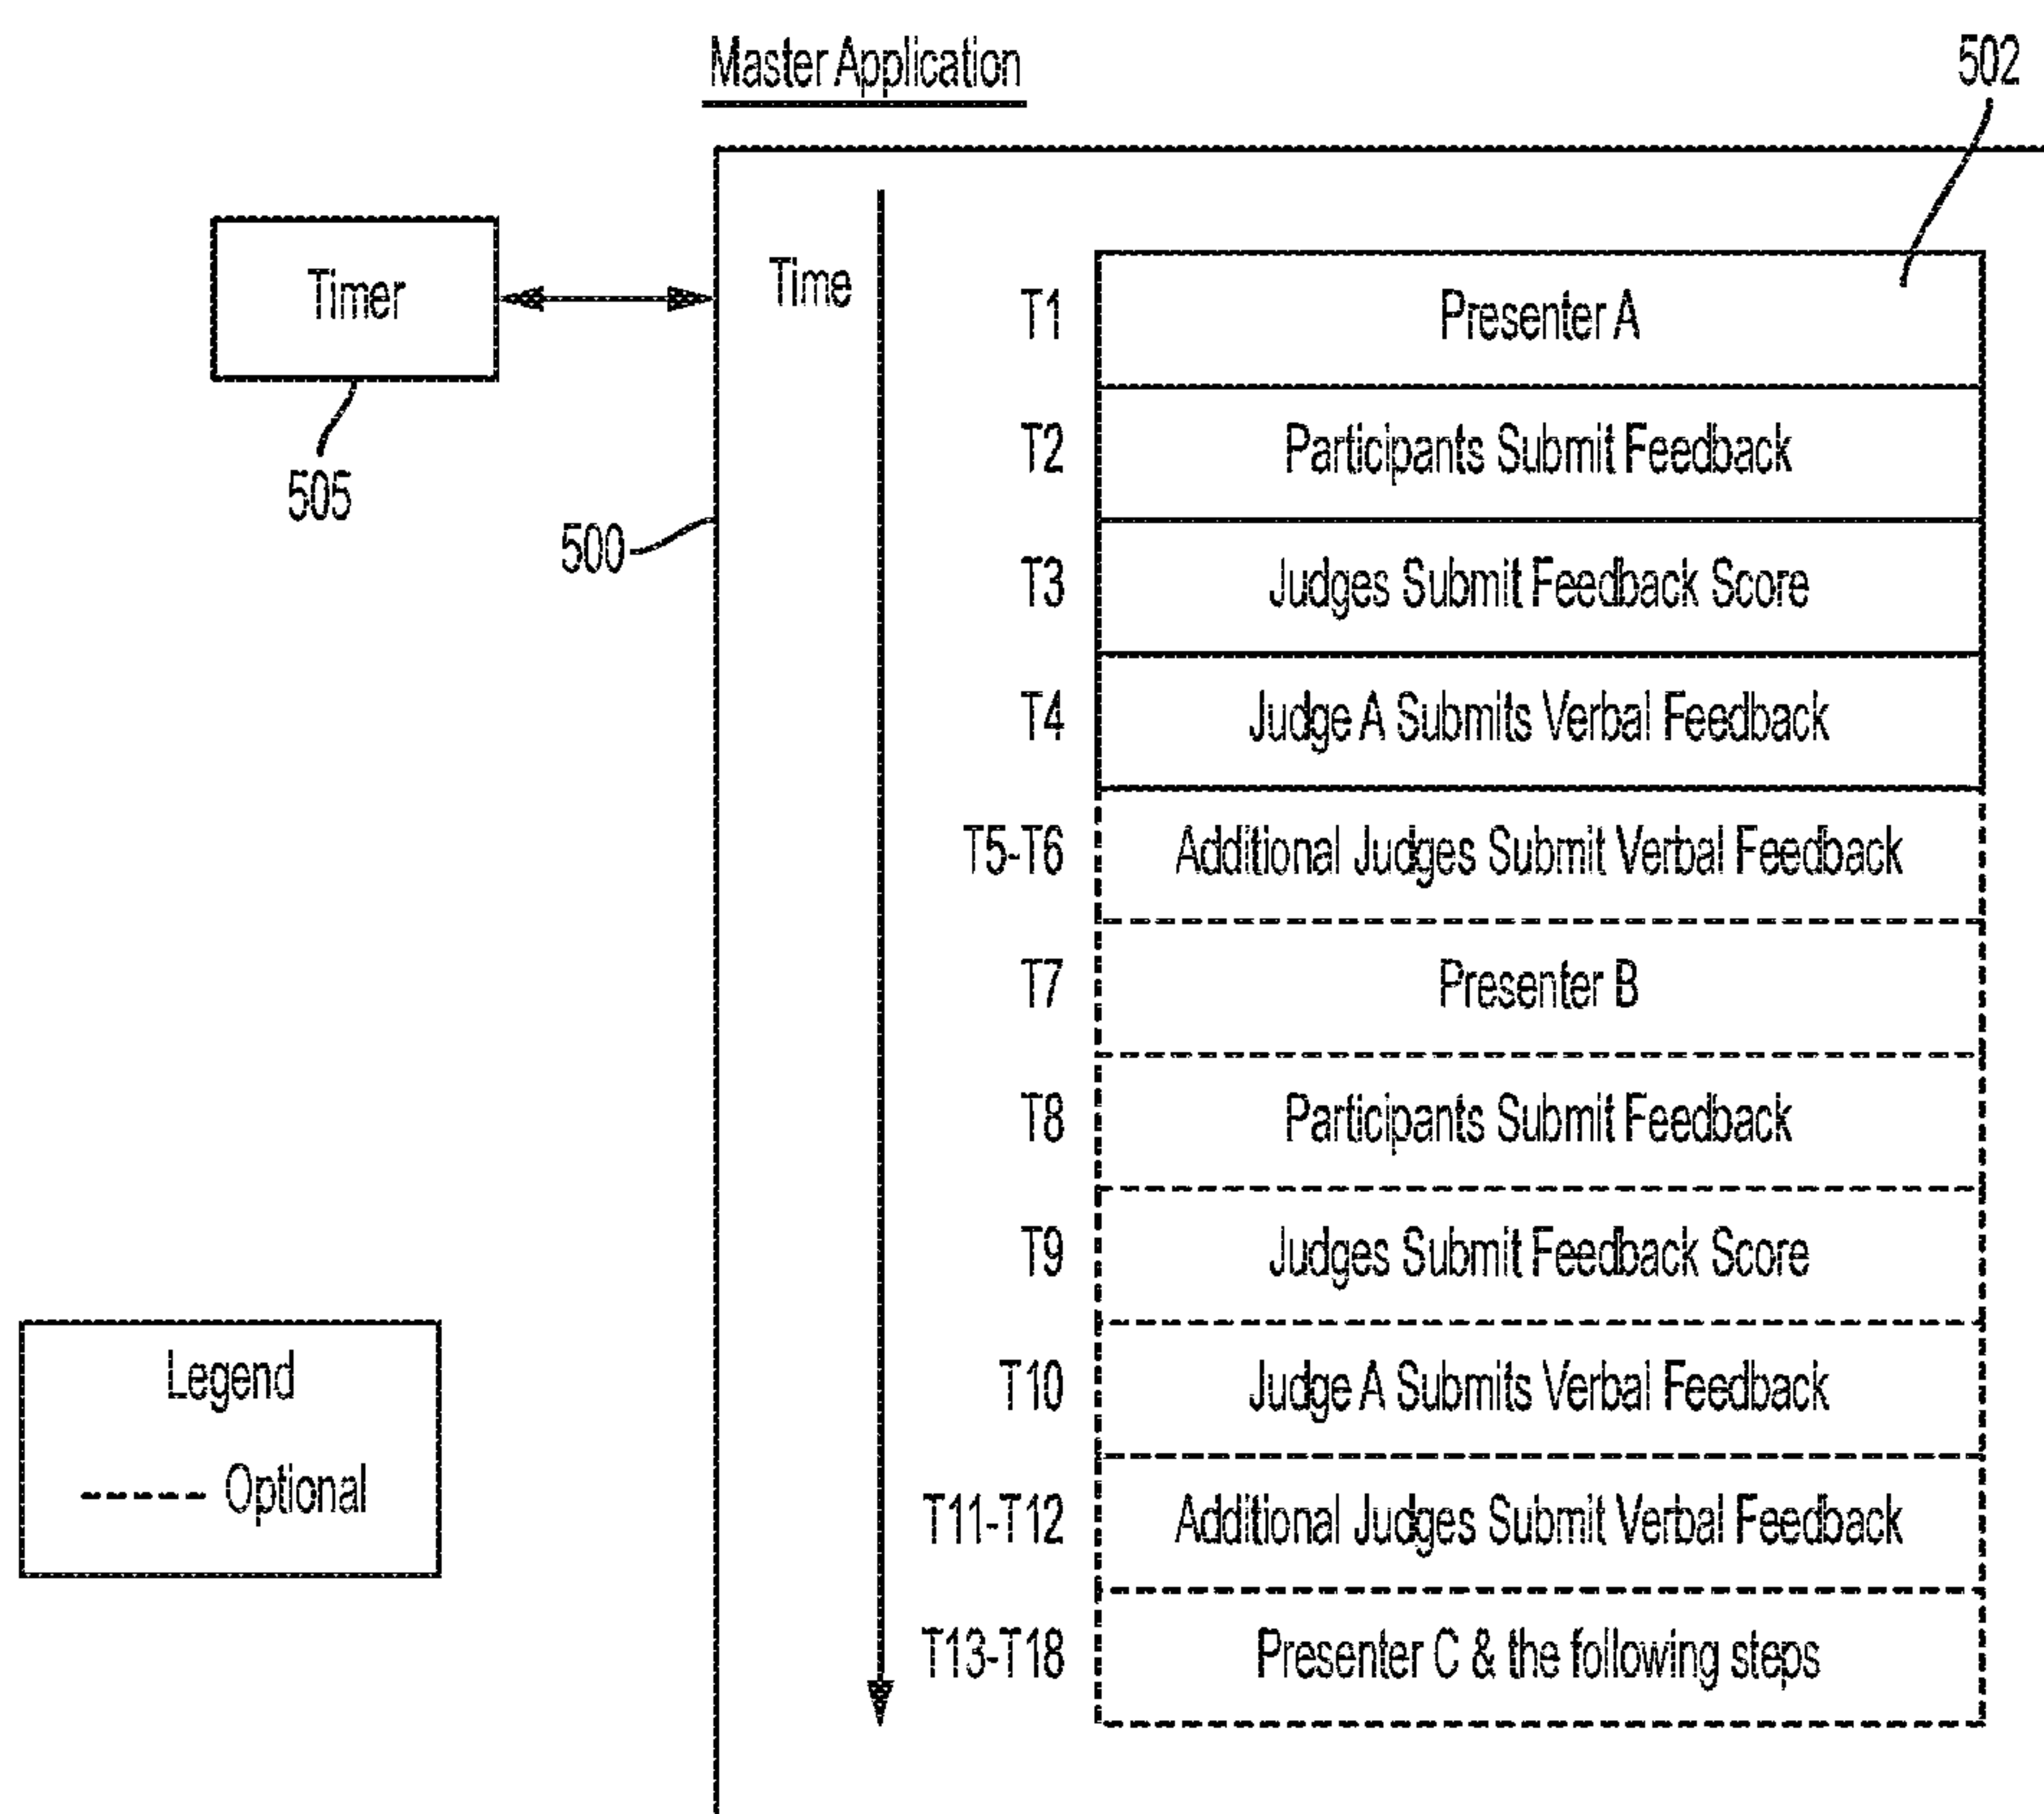 Master Application
502
Timer
505
500
Time
T1 Presenter A
T2 Participants Submit Feedback
T3 Judges Submit Feedback Score
T4 Judge A Submits Verbal Feedback
T5-T6 Additional Judges Submit Verbal Feedback
T7 Presenter B
T8 Participants Submit Feedback
T9 Judges Submit Feedback Score
T10 Judge A Submits Verbal Feedback
T11-T12 Additional Judges Submit Verbal Feedback
T13-T18 Presenter C & the following steps
Legend
Optional